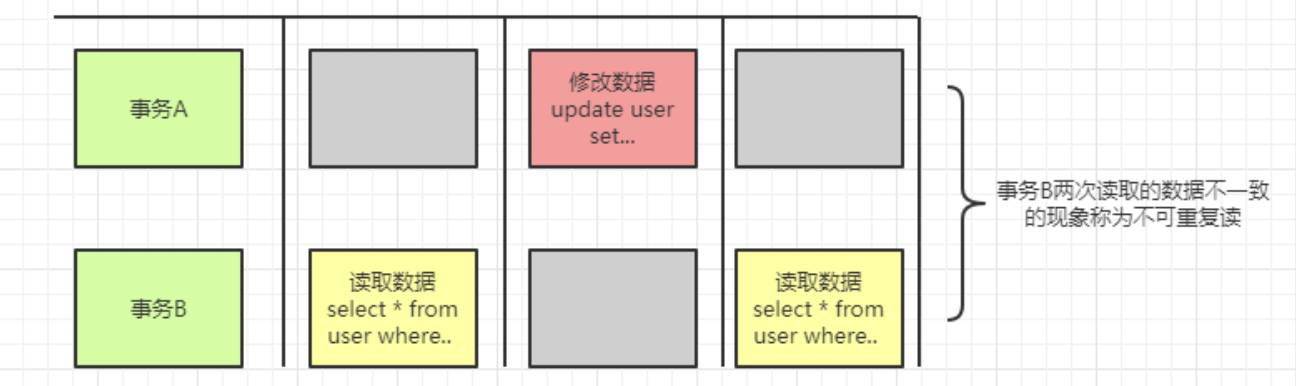 事务A
修改数据
update user
set...
事务B两次读取的数据不一致
的现象称为不可重复读
事务B
读取数据
select * from
user where..
读取数据
select * from
user where..